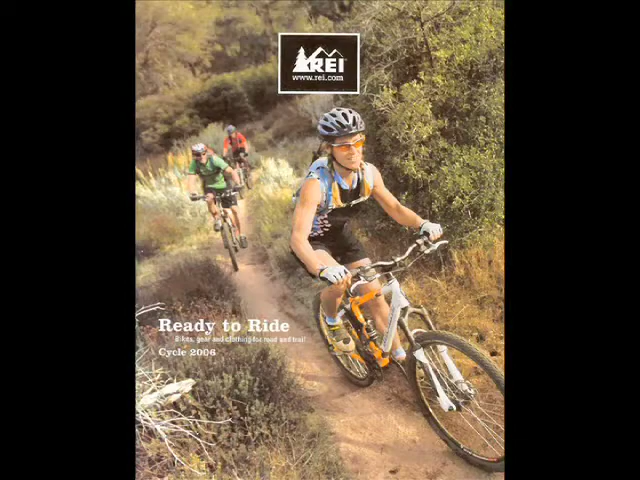 REI
www.rei.com
Ready to Ride
Bikes, gear and clothing for road and trail
Cycle 2006